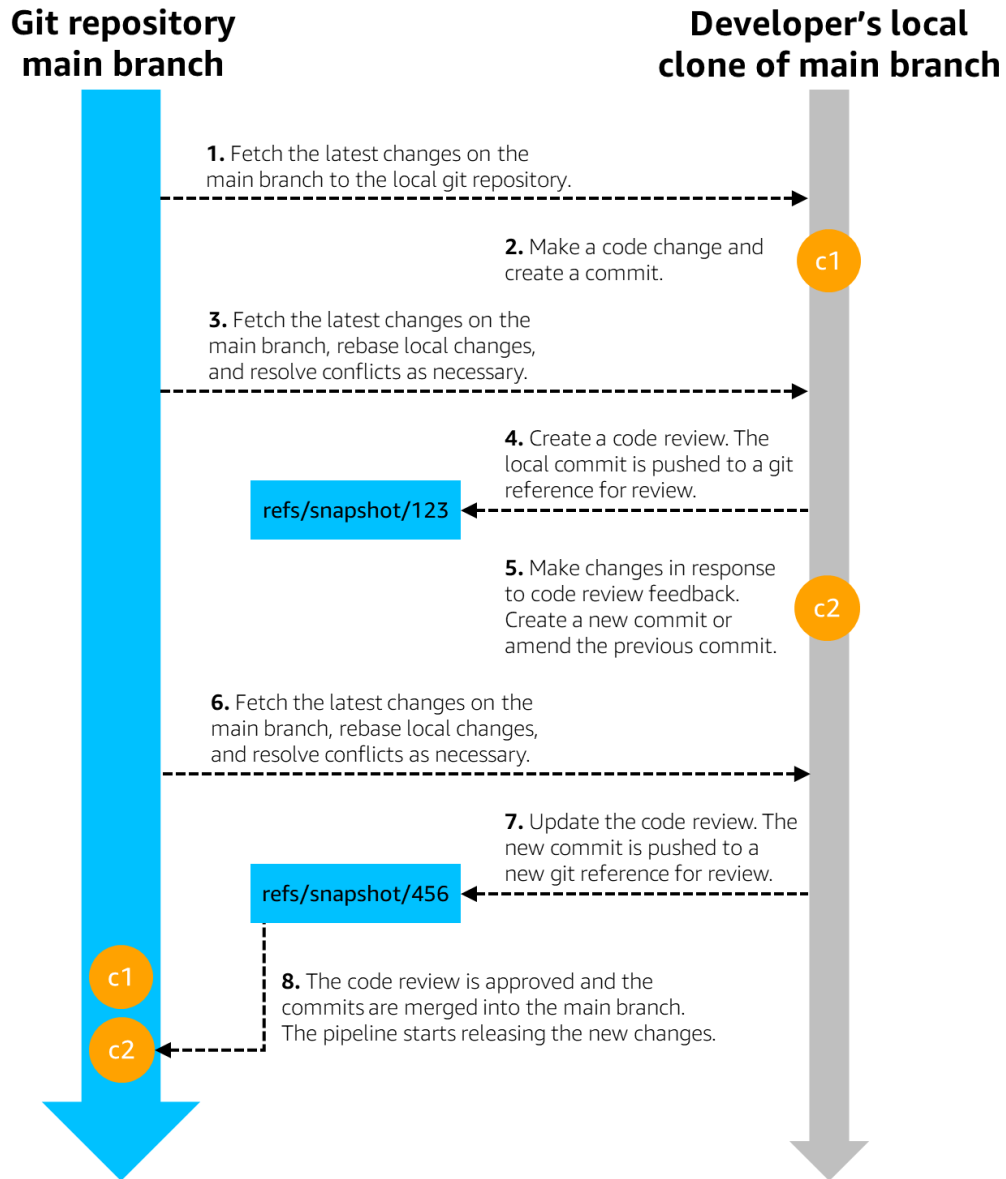 Git repository
main branch
Developer’s local
clone of main branch
1. Fetch the latest changes on the
main branch to the local git repository.
2. Make a code change and
create a commit.
c1
3. Fetch the latest changes on the
main branch, rebase local changes,
and resolve conflicts as necessary.
4. Create a code review. The
local commit is pushed to a git
reference for review.
refs/snapshot/123
5. Make changes in response
to code review feedback.
Create a new commit or
amend the previous commit.
c2
6. Fetch the latest changes on the
main branch, rebase local changes,
and resolve conflicts as necessary.
7. Update the code review. The
new commit is pushed to a
new git reference for review.
refs/snapshot/456
c1
8. The code review is approved and the
commits are merged into the main branch.
The pipeline starts releasing the new changes.
c2